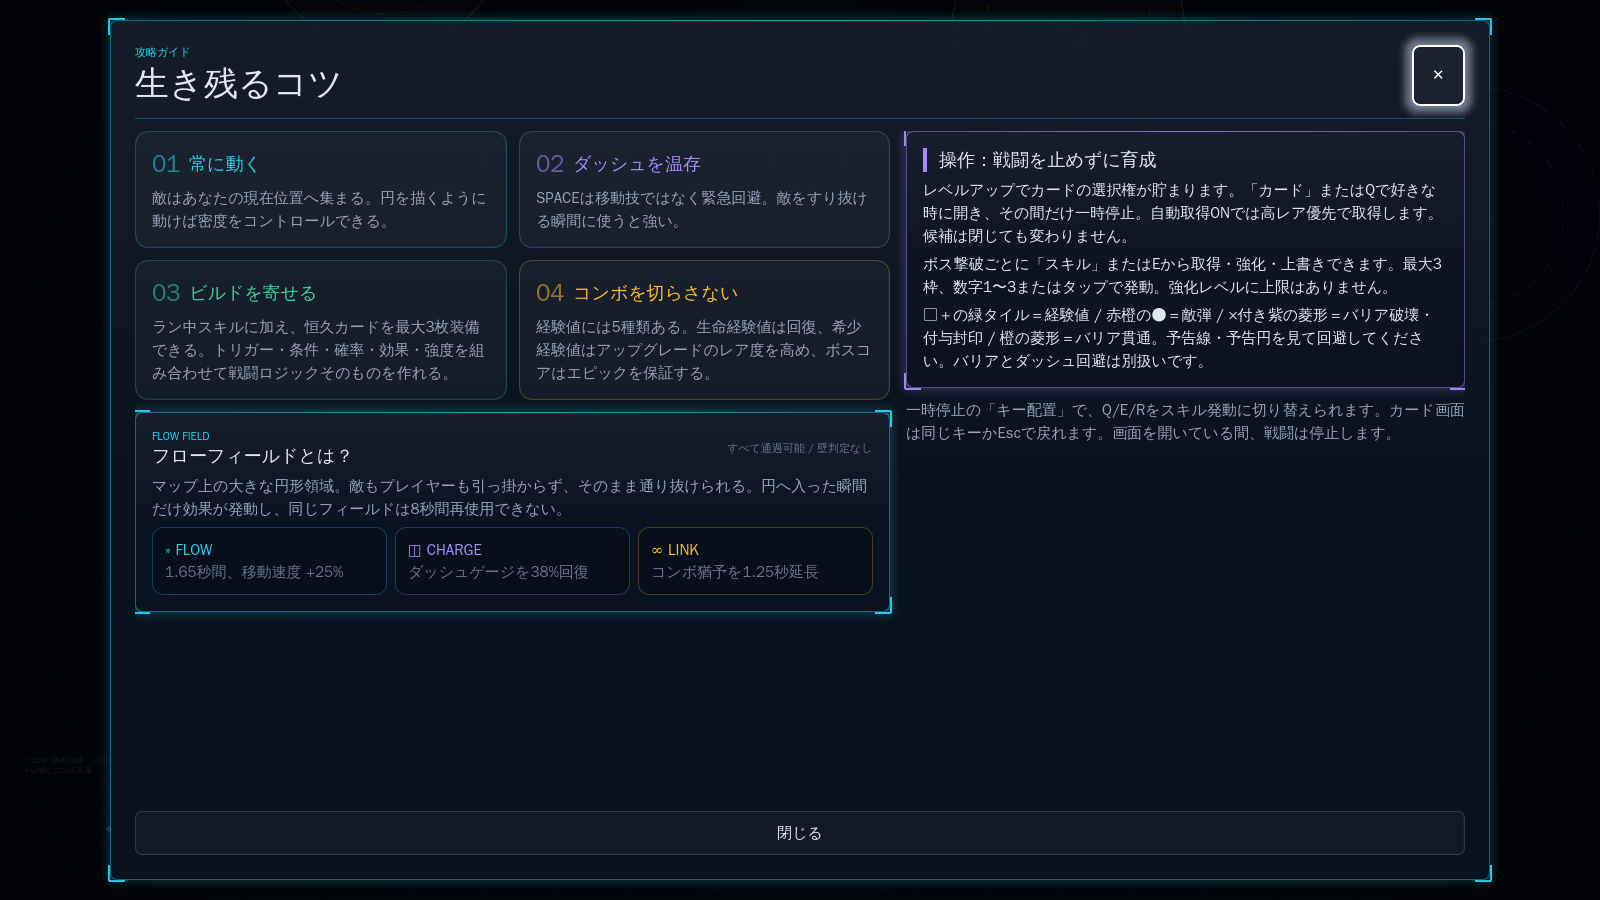 攻略ガイド
生き残るコツ
×
01 常に動く
敵はあなたの現在位置へ集まる。円を描くように
動けば密度をコントロールできる。
02 ダッシュを温存
SPACEは移動技ではなく緊急回避。敵をすり抜け
る瞬間に使うと強い。
03 ビルドを寄せる
ラン中スキルに加え、恒久カードを最大3枚装備
できる。トリガー・条件・確率・効果・強度を組
み合わせて戦闘ロジックそのものを作れる。
04 コンボを切らさない
経験値には5種類ある。生命経験値は回復、希少
経験値はアップグレードのレア度を高め、ボスコ
アはエピックを保証する。
FLOW FIELD
フローフィールドとは？
すべて通過可能 / 壁判定なし
マップ上の大きな円形領域。敵もプレイヤーも引っ掛からず、そのまま通り抜けられる。円へ入った瞬間
だけ効果が発動し、同じフィールドは8秒間再使用できない。
» FLOW
1.65秒間、移動速度 +25%
◫ CHARGE
ダッシュゲージを38%回復
∞ LINK
コンボ猶予を1.25秒延長
操作：戦闘を止めずに育成
レベルアップでカードの選択権が貯まります。「カード」またはQで好きな
時に開き、その間だけ一時停止。自動取得ONでは高レア優先で取得します。
候補は閉じても変わりません。
ボス撃破ごとに「スキル」またはEから取得・強化・上書きできます。最大3
枠、数字1〜3またはタップで発動。強化レベルに上限はありません。
□＋の緑タイル＝経験値 / 赤橙の●＝敵弾 / ×付き紫の菱形＝バリア破壊・
付与封印 / 橙の菱形＝バリア貫通。予告線・予告円を見て回避してくださ
い。バリアとダッシュ回避は別扱いです。
一時停止の「キー配置」で、Q/E/Rをスキル発動に切り替えられます。カード画面
は同じキーかEscで戻れます。画面を開いている間、戦闘は停止します。
閉じる